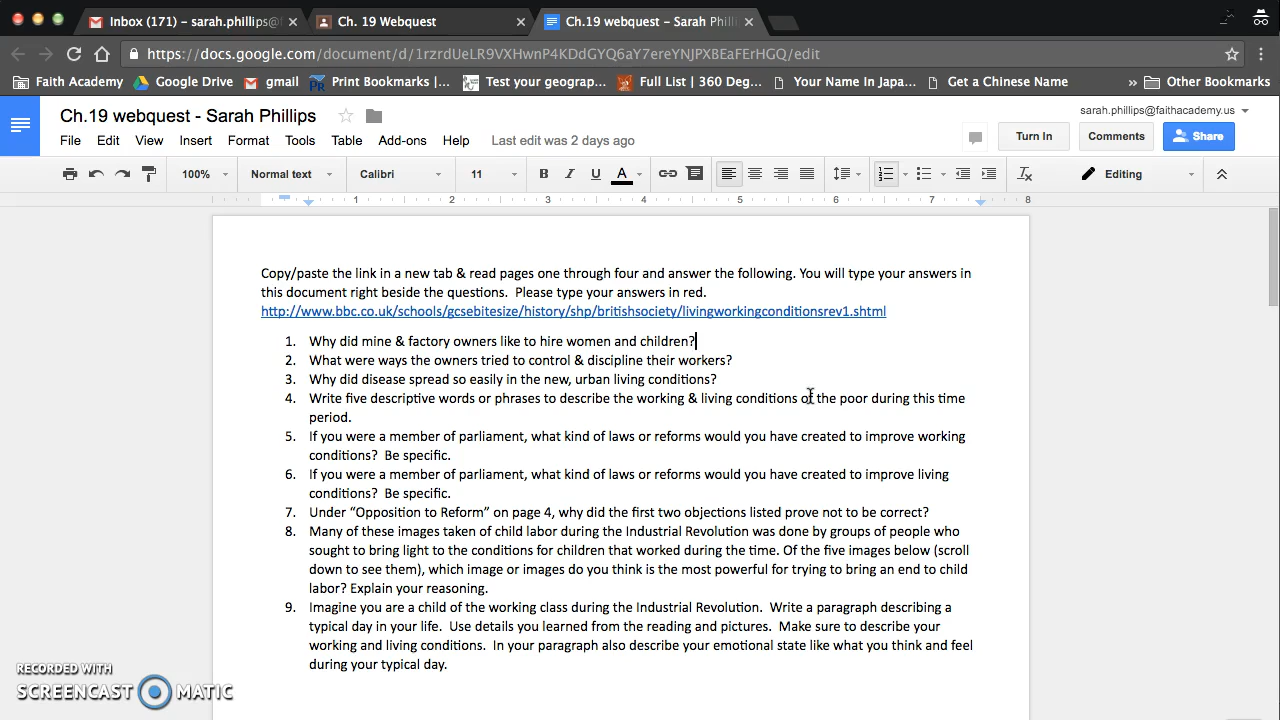 Inbox (171) - sarah.phillips@
Ch. 19 Webquest
Ch.19 webquest - Sarah Philli
https://docs.google.com/document/d/1rzrdUeLR9VXHwnP4KDdGYQ6aY7ereYNJPX8EaFErHGQ/edit
Faith Academy Google Drive gmail Print Bookmarks |... Test your geograp... Full List | 360 Deg... Your Name in Japa... Get a Chinese Name » Other Bookmarks
Ch.19 webquest - Sarah Phillips
sarah.phillips@faithacademy.us
File Edit View Insert Format Tools Table Add-ons Help Last edit was 2 days ago
Turn In Comments Share
100% Normal text Calibri 11 B I U A Editing
1 2 3 4 5 6 7 8
Copy/paste the link in a new tab & read pages one through four and answer the following. You will type your answers in
this document right beside the questions.  Please type your answers in red.
http://www.bbc.co.uk/schools/gcsebitesize/history/shp/britishsociety/livingworkingconditionsrev1.shtml
1. Why did mine & factory owners like to hire women and children?
2. What were ways the owners tried to control & discipline their workers?
3. Why did disease spread so easily in the new, urban living conditions?
4. Write five descriptive words or phrases to describe the working & living conditions of the poor during this time
period.
5. If you were a member of parliament, what kind of laws or reforms would you have created to improve working
conditions?  Be specific.
6. If you were a member of parliament, what kind of laws or reforms would you have created to improve living
conditions?  Be specific.
7. Under “Opposition to Reform” on page 4, why did the first two objections listed prove not to be correct?
8. Many of these images taken of child labor during the Industrial Revolution was done by groups of people who
sought to bring light to the conditions for children that worked during the time. Of the five images below (scroll
down to see them), which image or images do you think is the most powerful for trying to bring an end to child
labor? Explain your reasoning.
9. Imagine you are a child of the working class during the Industrial Revolution.  Write a paragraph describing a
typical day in your life.  Use details you learned from the reading and pictures.  Make sure to describe your
working and living conditions.  In your paragraph also describe your emotional state like what you think and feel
during your typical day.
RECORDED WITH
SCREENCAST MATIC